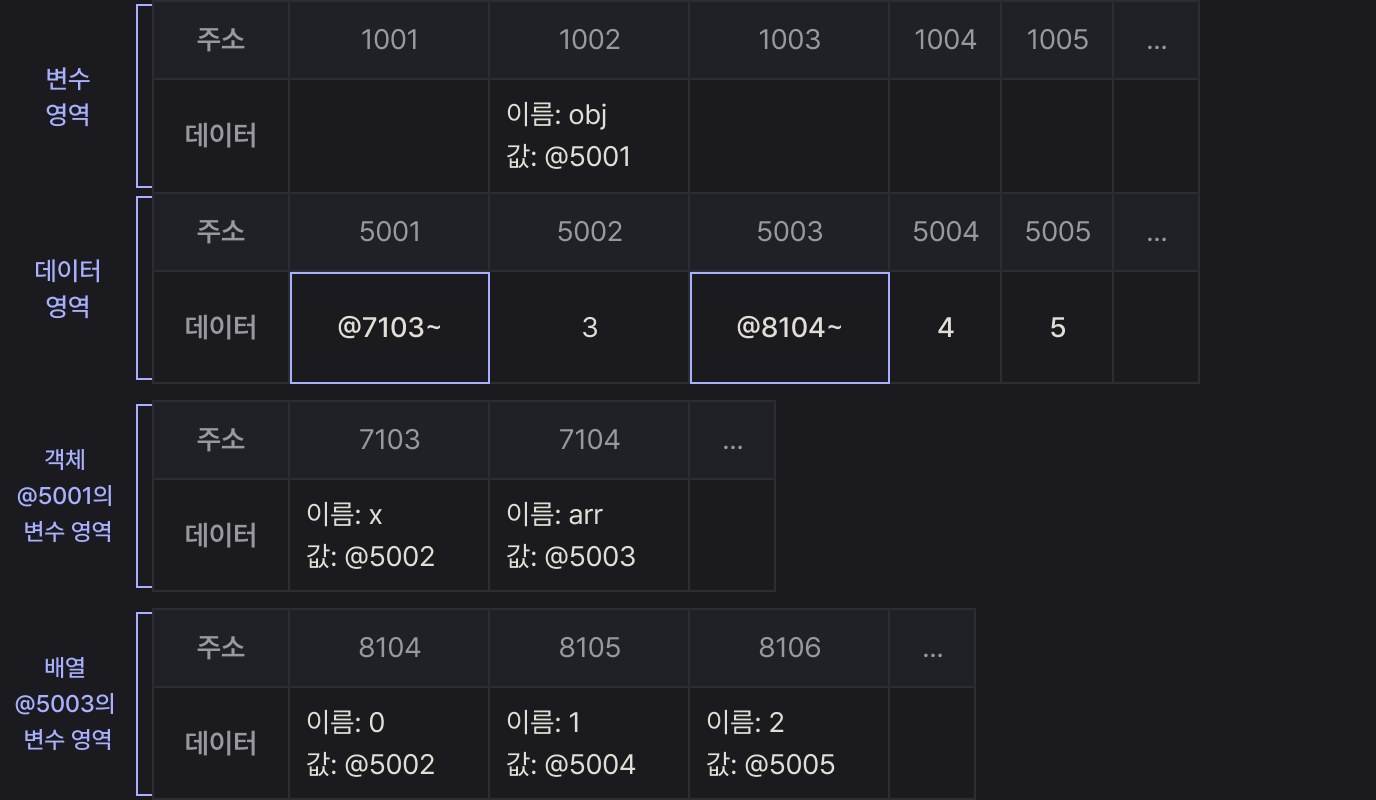 변수
영역
주소 1001 1002 1003 1004 1005 ...
데이터
이름: obj
값: @5001
데이터
영역
주소 5001 5002 5003 5004 5005 ...
데이터 @7103~ 3 @8104~ 4 5
객체
@5001의
변수 영역
주소 7103 7104 ...
데이터
이름: x 이름: arr
값: @5002 값: @5003
배열
@5003의
변수 영역
주소 8104 8105 8106 ...
데이터
이름: 0 이름: 1 이름: 2
값: @5002 값: @5004 값: @5005